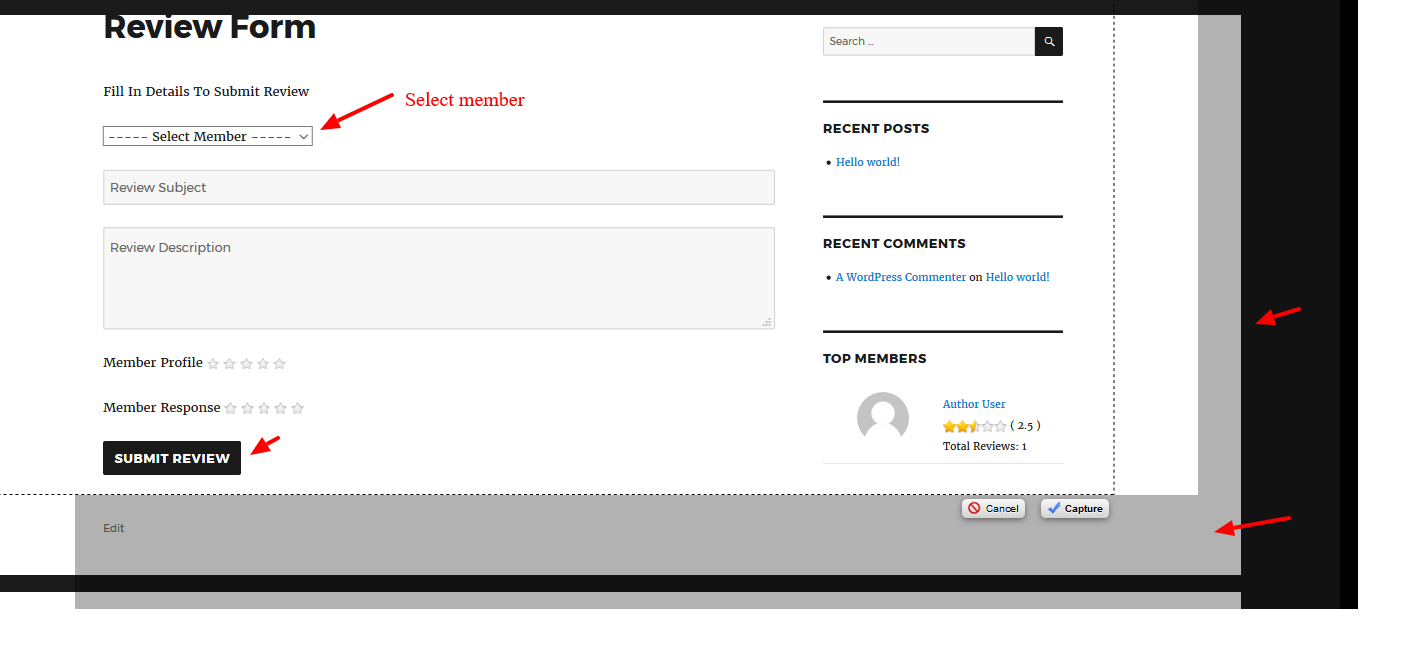 Review Form
Fill In Details To Submit Review
Select member
----- Select Member -----
Review Subject
Review Description
Member Profile
Member Response
SUBMIT REVIEW
Edit
Search …
RECENT POSTS
Hello world!
RECENT COMMENTS
A WordPress Commenter on Hello world!
TOP MEMBERS
Author User
( 2.5 )
Total Reviews: 1
Cancel
Capture